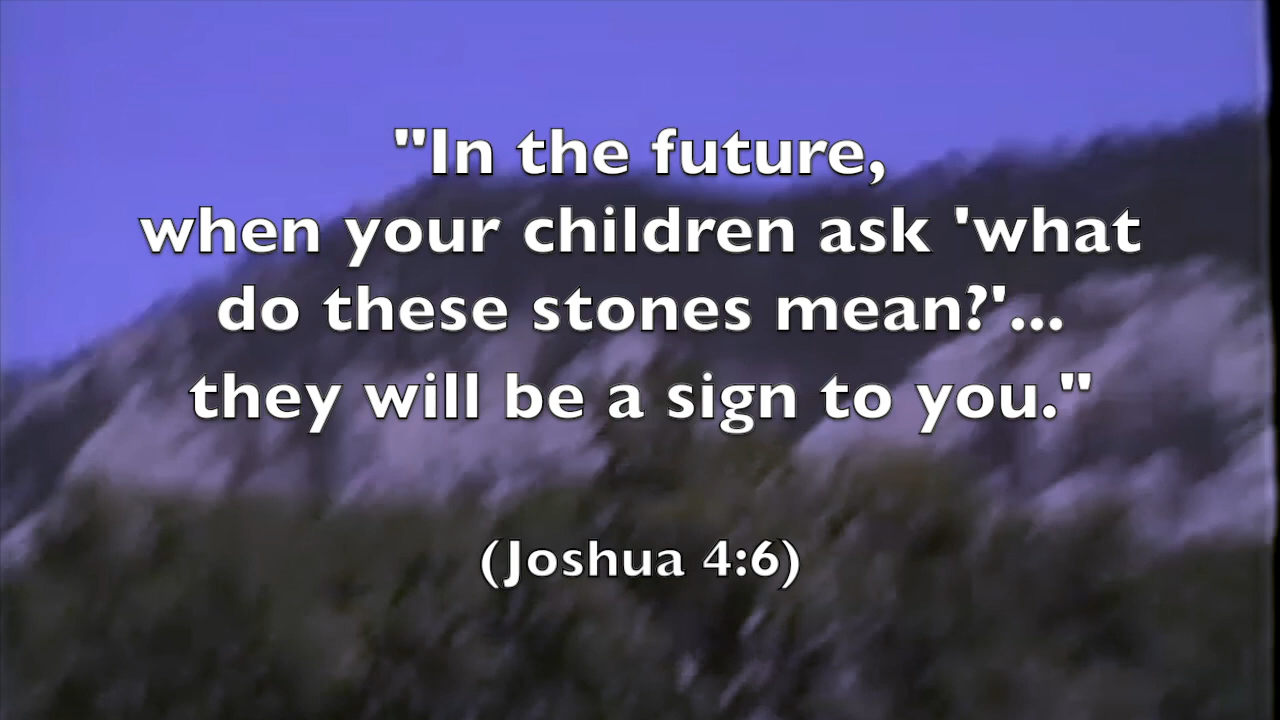 "In the future,
when your children ask 'what
do these stones mean?'...
they will be a sign to you."
(Joshua 4:6)